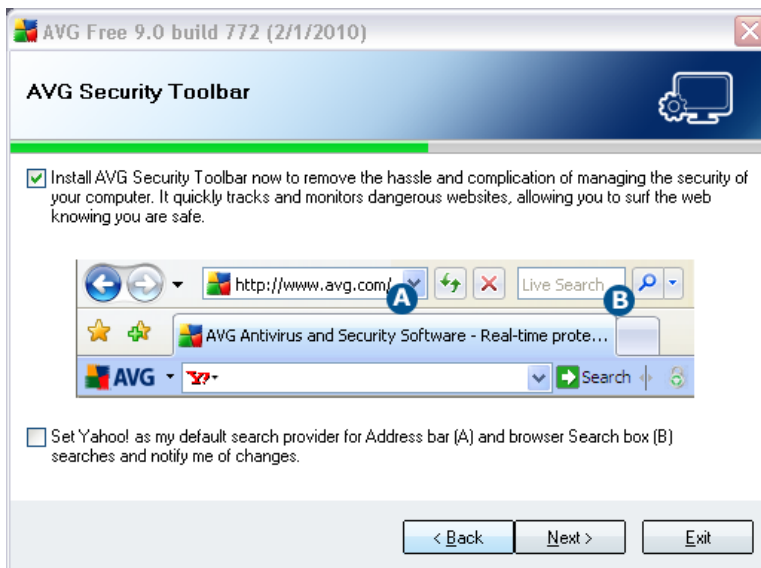 AVG Free 9.0 build 772 (2/1/2010)
AVG Security Toolbar
Install AVG Security Toolbar now to remove the hassle and complication of managing the security of
your computer. It quickly tracks and monitors dangerous websites, allowing you to surf the web
knowing you are safe.
http://www.avg.com/
A
Live Search
B
AVG Antivirus and Security Software - Real-time prote...
AVG
Y!
Search
Set Yahoo! as my default search provider for Address bar (A) and browser Search box (B)
searches and notify me of changes.
< Back Next > Exit